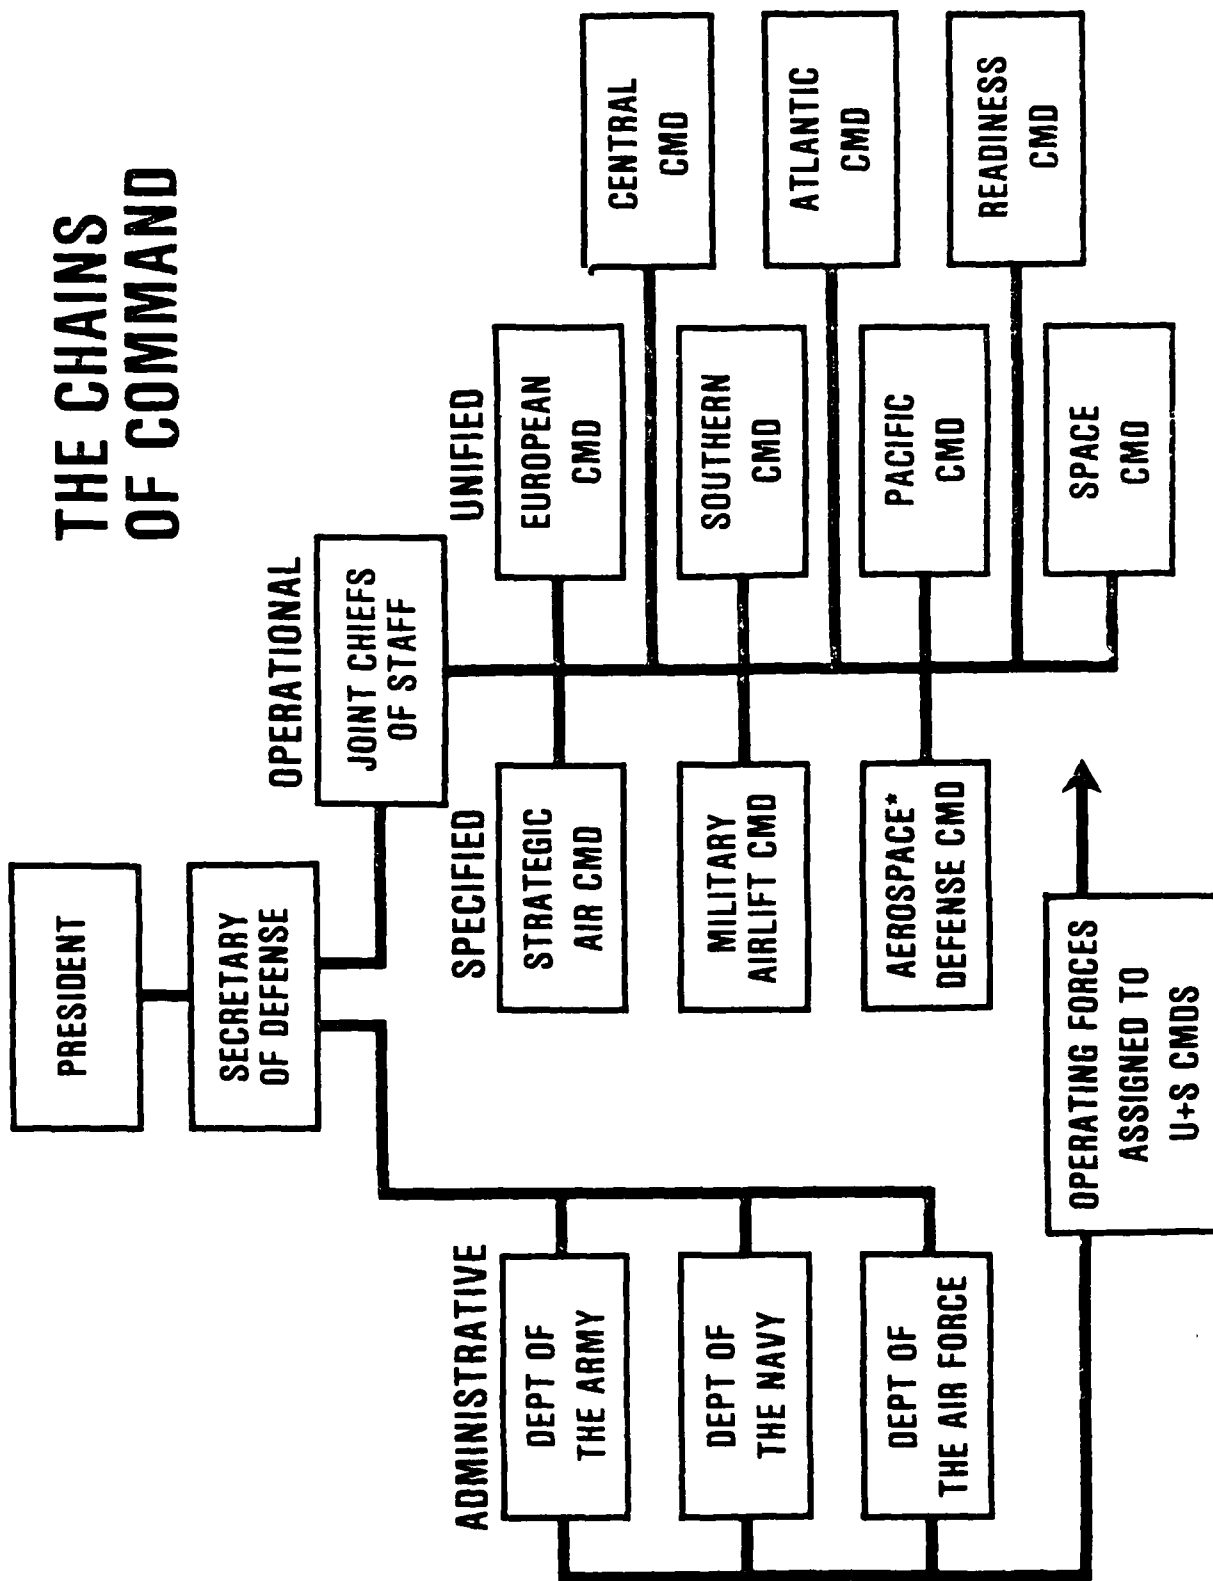 THE CHAINS
OF COMMAND
PRESIDENT
SECRETARY
OF DEFENSE
OPERATIONAL
JOINT CHIEFS
OF STAFF
ADMINISTRATIVE
DEPT OF
THE ARMY
DEPT OF
THE NAVY
DEPT OF
THE AIR FORCE
SPECIFIED
STRATEGIC
AIR CMD
MILITARY
AIRLIFT CMD
AEROSPACE*
DEFENSE CMD
UNIFIED
EUROPEAN
CMD
CENTRAL
CMD
SOUTHERN
CMD
ATLANTIC
CMD
PACIFIC
CMD
READINESS
CMD
SPACE
CMD
OPERATING FORCES
ASSIGNED TO
U+S CMDS